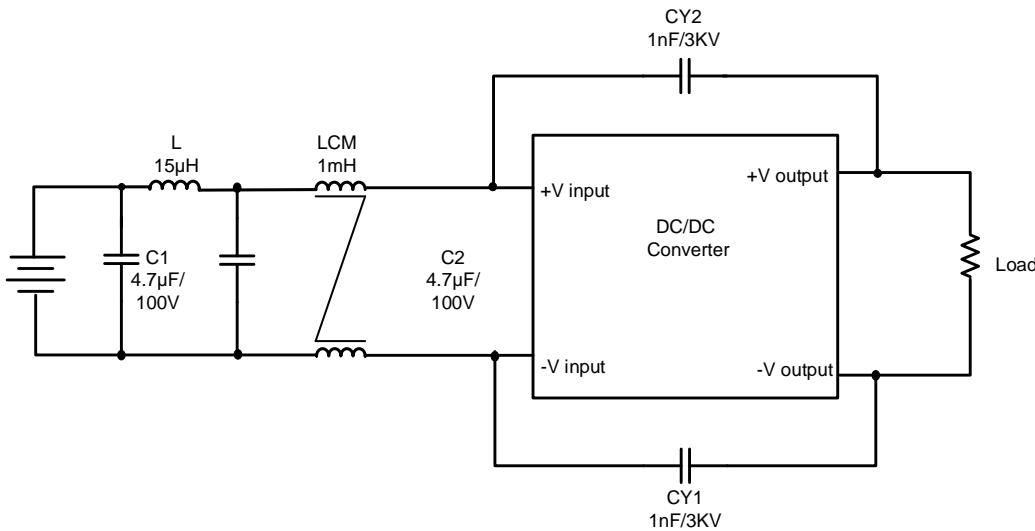 CY2
1nF/3KV
L
15µH
LCM
1mH
+V input
+V output
DC/DC
Converter
C1
4.7µF/
100V
C2
4.7µF/
100V
Load
-V input
-V output
CY1
1nF/3KV